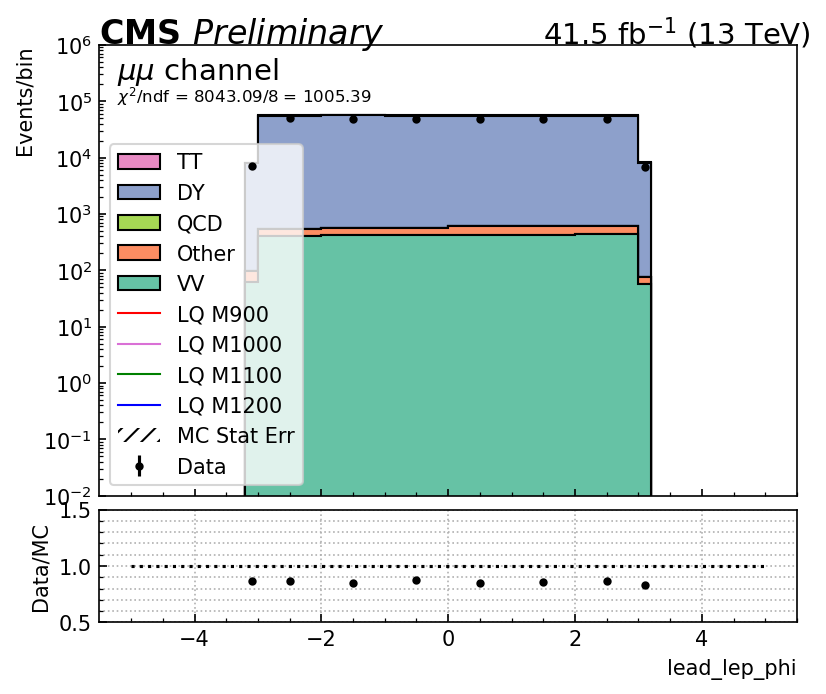 CMS Preliminary 41.5 fb⁻¹ (13 TeV)
10⁶
Events/bin
μμ channel
χ²/ndf = 8043.09/8 = 1005.39
10⁵
10⁴
10³
10²
10¹
10⁰
10⁻¹
10⁻²
TT
DY
QCD
Other
VV
LQ M900
LQ M1000
LQ M1100
LQ M1200
MC Stat Err
Data
Data/MC
1.5
1.0
0.5
−4 −2 0 2 4
lead_lep_phi